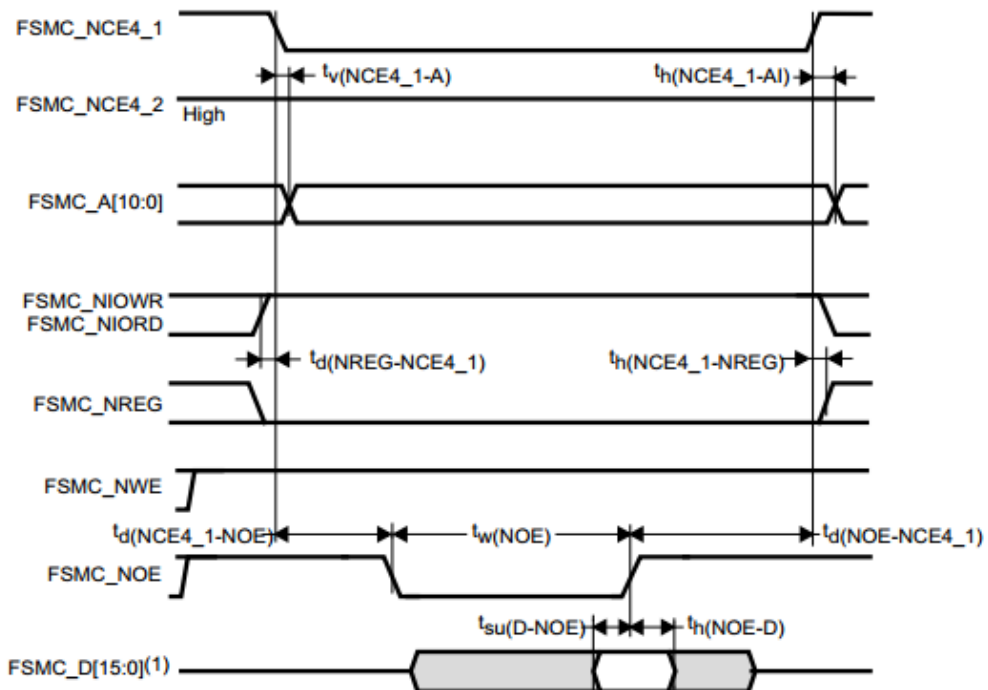 FSMC_NCE4_1
tv(NCE4_1-A)
th(NCE4_1-AI)
FSMC_NCE4_2
High
FSMC_A[10:0]
FSMC_NIOWR
FSMC_NIORD
td(NREG-NCE4_1)
th(NCE4_1-NREG)
FSMC_NREG
FSMC_NWE
td(NCE4_1-NOE)
tw(NOE)
td(NOE-NCE4_1)
FSMC_NOE
tsu(D-NOE)
th(NOE-D)
FSMC_D[15:0](1)